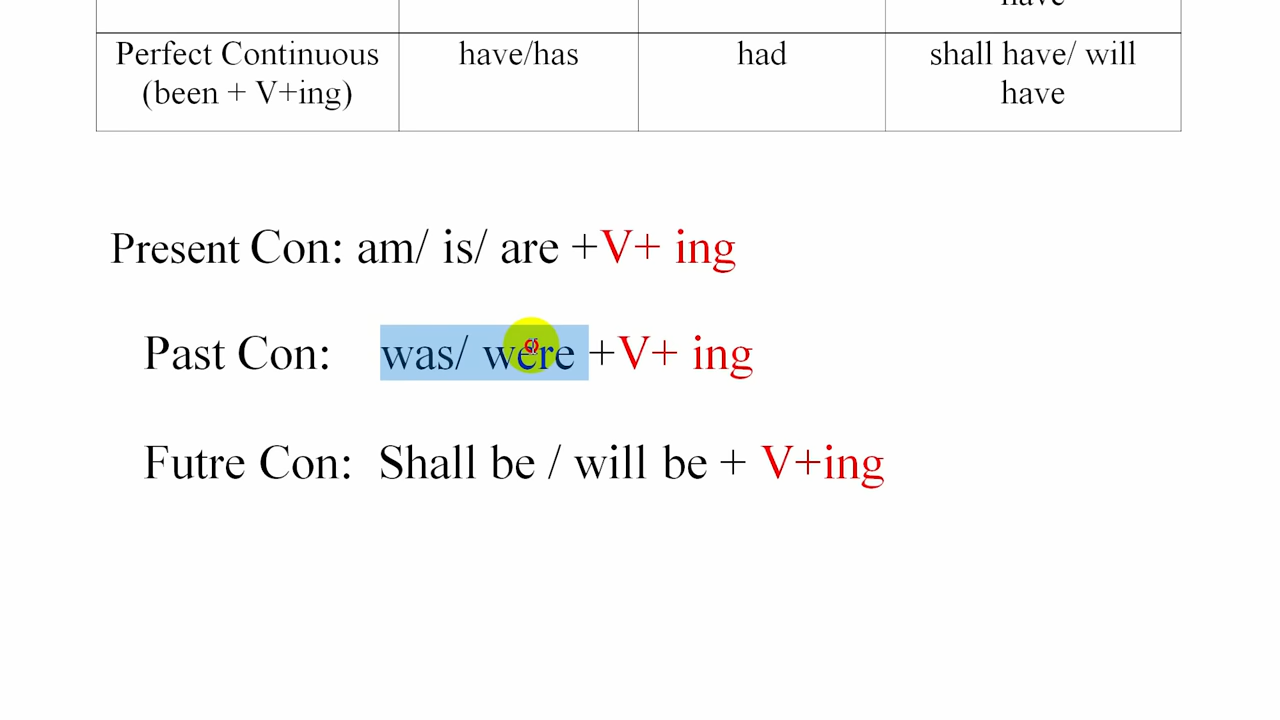 have
Perfect Continuous have/has had shall have/ will
(been + V+ing) have
Present Con: am/ is/ are +V+ ing
Past Con: was/ were +V+ ing
Futre Con: Shall be / will be + V+ing